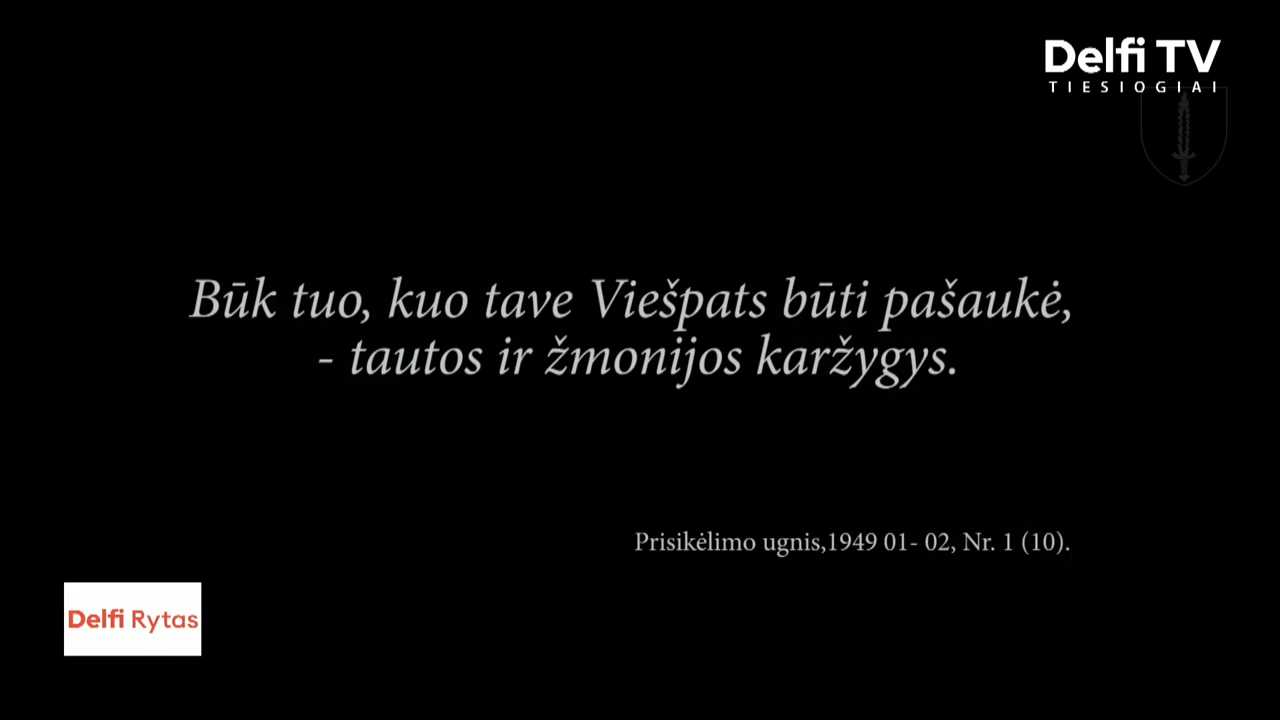 Delfi TV
TIESIOGIAI
Būk tuo, kuo tave Viešpats būti pašaukė,
- tautos ir žmonijos karžygys.
Prisikėlimo ugnis,1949 01- 02, Nr. 1 (10).
Delfi Rytas